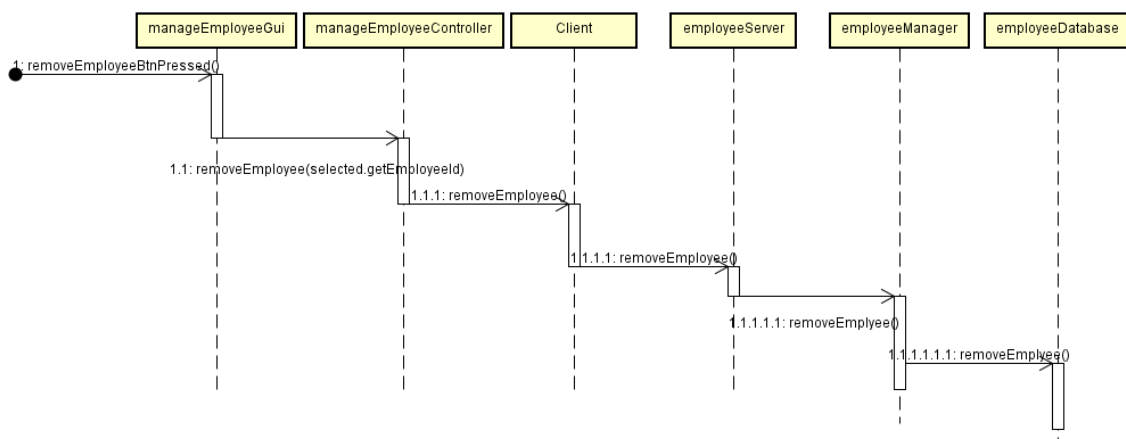 manageEmployeeGui
manageEmployeeController
Client
employeeServer
employeeManager
employeeDatabase
1: removeEmployeeBtnPressed()
1.1: removeEmployee(selected.getEmployeeId)
1.1.1: removeEmployee()
1.1.1.1: removeEmployee()
1.1.1.1.1: removeEmplyee()
1.1.1.1.1.1: removeEmplyee()